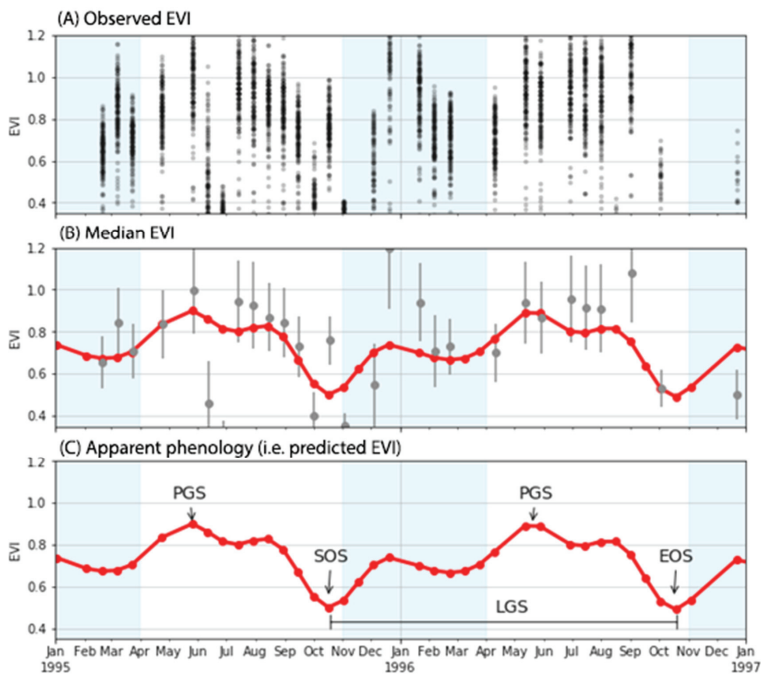 (A) Observed EVI
1.2
1.0
0.8
0.6
0.4
EVI
(B) Median EVI
1.2
1.0
0.8
0.6
0.4
EVI
(C) Apparent phenology (i.e. predicted EVI)
1.2
1.0
0.8
0.6
0.4
EVI
PGS
PGS
SOS
EOS
LGS
Jan Feb Mar Apr May Jun Jul Aug Sep Oct Nov Dec Jan Feb Mar Apr May Jun Jul Aug Sep Oct Nov Dec Jan
1995 1996 1997